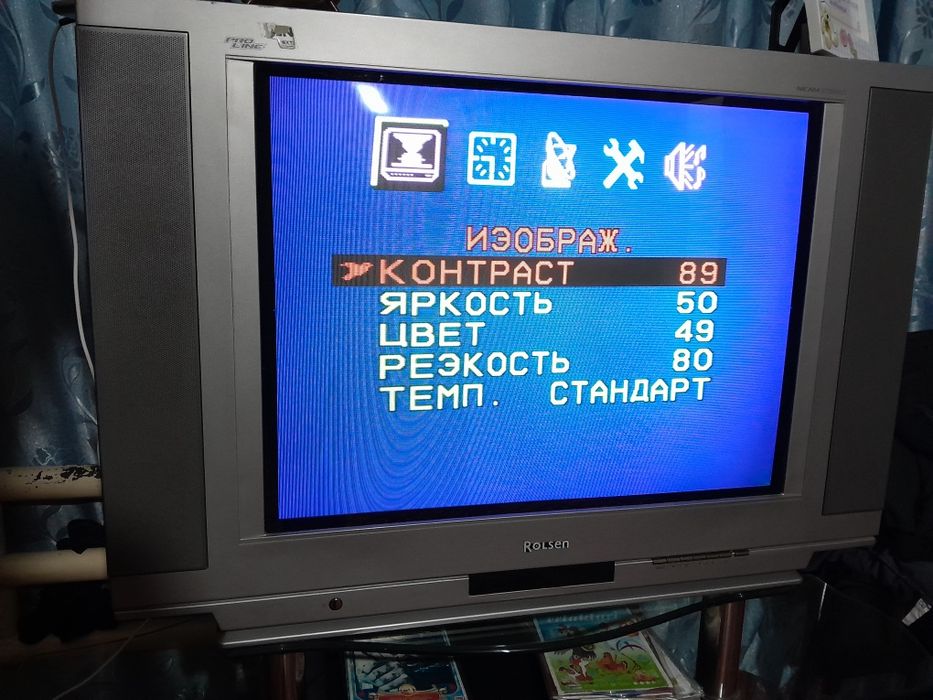 PRO
LINE
ИЗОБРАЖ.
КОНТРАСТ 89
ЯРКОСТЬ 50
ЦВЕТ 49
РЕЗКОСТЬ 80
ТЕМП. СТАНДАРТ
Rolsen